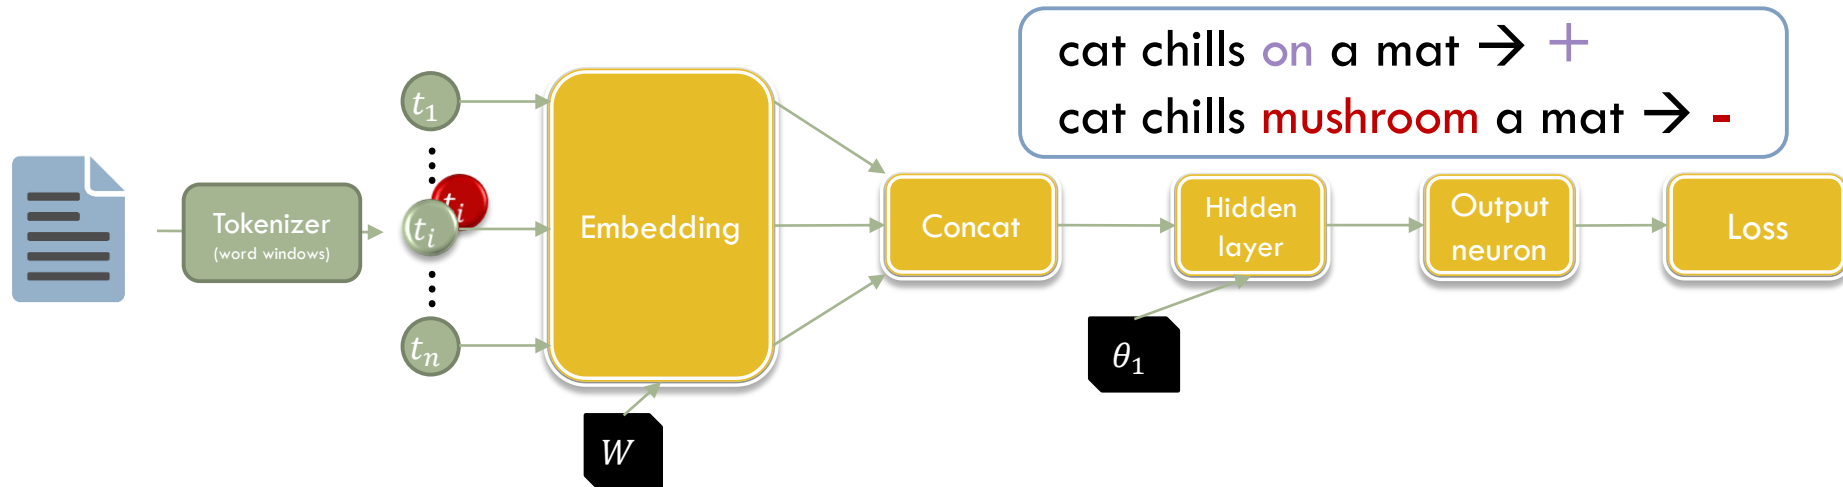 cat chills on a mat → +
cat chills mushroom a mat → -
t₁
tᵢ
tᵢ
tₙ
Tokenizer
(word windows)
Embedding
Concat
Hidden
layer
Output
neuron
Loss
W
θ₁